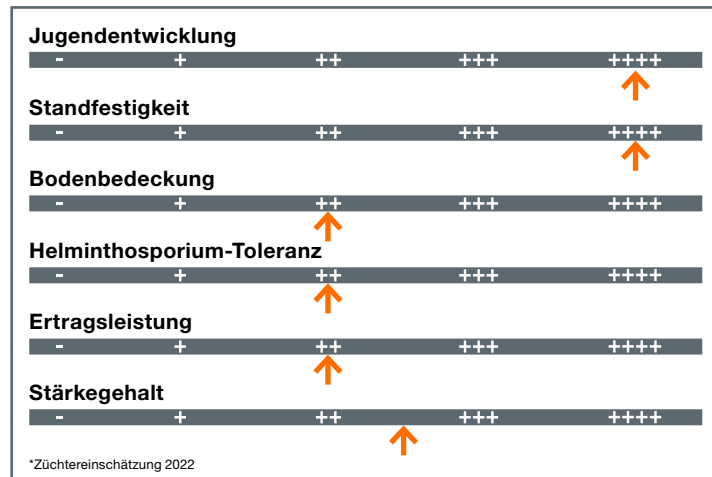 Jugendentwicklung
- + ++ +++ ++++
Standfestigkeit
- + ++ +++ ++++
Bodenbedeckung
- + ++ +++ ++++
Helminthosporium-Toleranz
- + ++ +++ ++++
Ertragsleistung
- + ++ +++ ++++
Stärkegehalt
- + ++ +++ ++++
*Züchtereinschätzung 2022